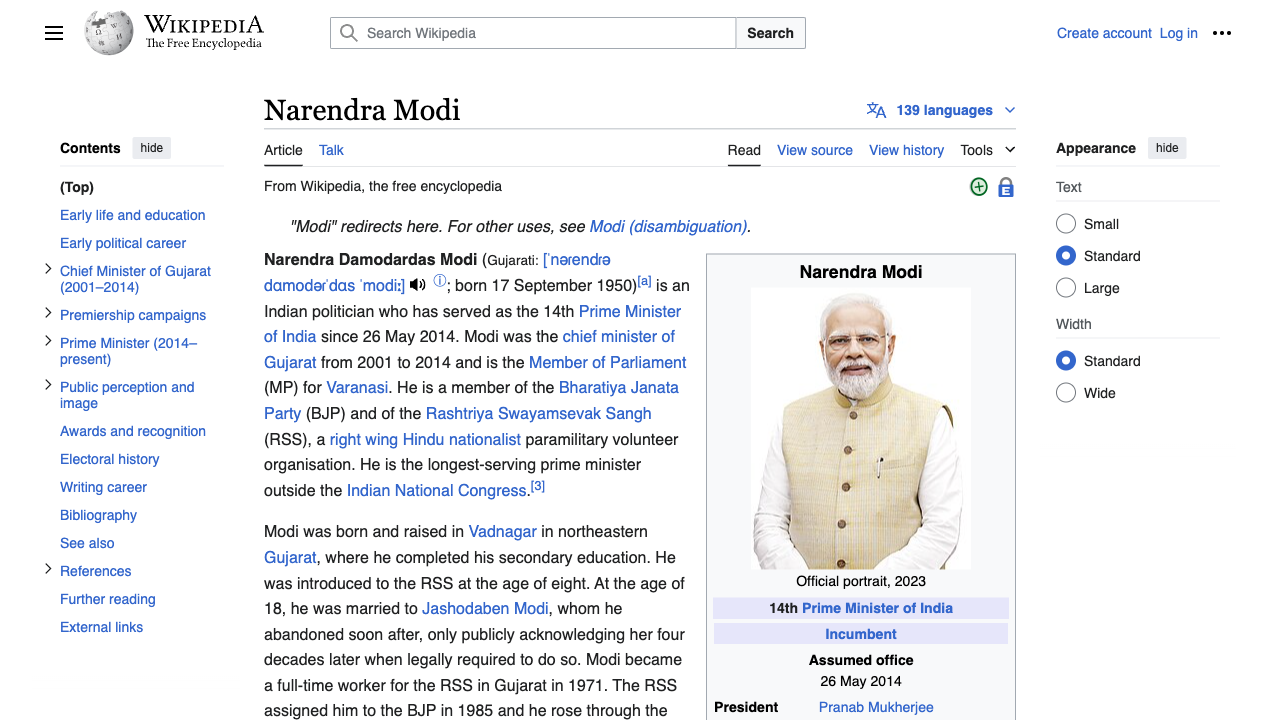 WIKIPEDIA
The Free Encyclopedia
Search Wikipedia
Search
Create account Log in
Narendra Modi
139 languages
Contents hide
(Top)
Early life and education
Early political career
Chief Minister of Gujarat
(2001–2014)
Premiership campaigns
Prime Minister (2014–
present)
Public perception and
image
Awards and recognition
Electoral history
Writing career
Bibliography
See also
References
Further reading
External links
Article Talk
Read View source View history Tools
From Wikipedia, the free encyclopedia
E
"Modi" redirects here. For other uses, see Modi (disambiguation).
Narendra Damodardas Modi (Gujarati: [ˈnəɾendɾə
dɑmodəɾˈdɑs ˈmodiː] ⓘ; born 17 September 1950)[a] is an
Indian politician who has served as the 14th Prime Minister
of India since 26 May 2014. Modi was the chief minister of
Gujarat from 2001 to 2014 and is the Member of Parliament
(MP) for Varanasi. He is a member of the Bharatiya Janata
Party (BJP) and of the Rashtriya Swayamsevak Sangh
(RSS), a right wing Hindu nationalist paramilitary volunteer
organisation. He is the longest-serving prime minister
outside the Indian National Congress.[3]
Modi was born and raised in Vadnagar in northeastern
Gujarat, where he completed his secondary education. He
was introduced to the RSS at the age of eight. At the age of
18, he was married to Jashodaben Modi, whom he
abandoned soon after, only publicly acknowledging her four
decades later when legally required to do so. Modi became
a full-time worker for the RSS in Gujarat in 1971. The RSS
assigned him to the BJP in 1985 and he rose through the
Narendra Modi
Official portrait, 2023
14th Prime Minister of India
Incumbent
Assumed office
26 May 2014
President Pranab Mukherjee
Appearance hide
Text
Small
Standard
Large
Width
Standard
Wide